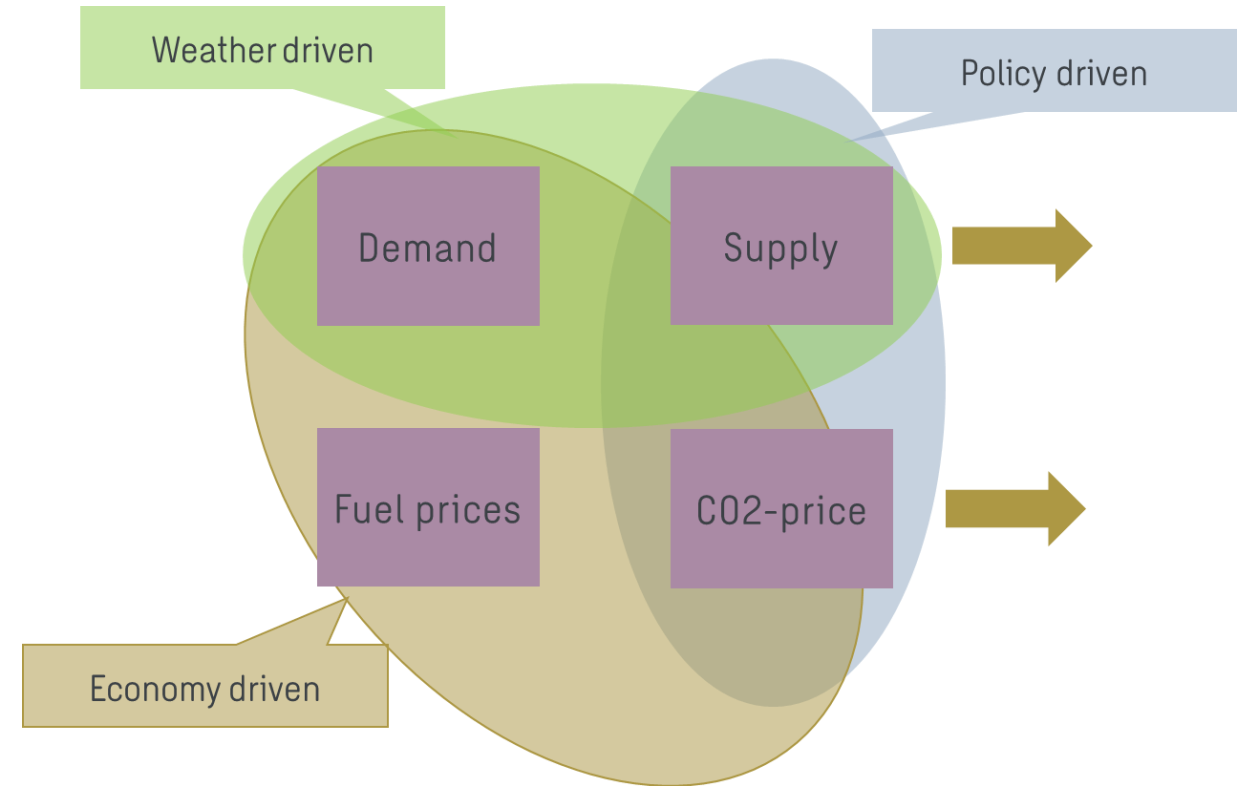 Weather driven
Policy driven
Demand
Supply
Fuel prices
CO2-price
Economy driven